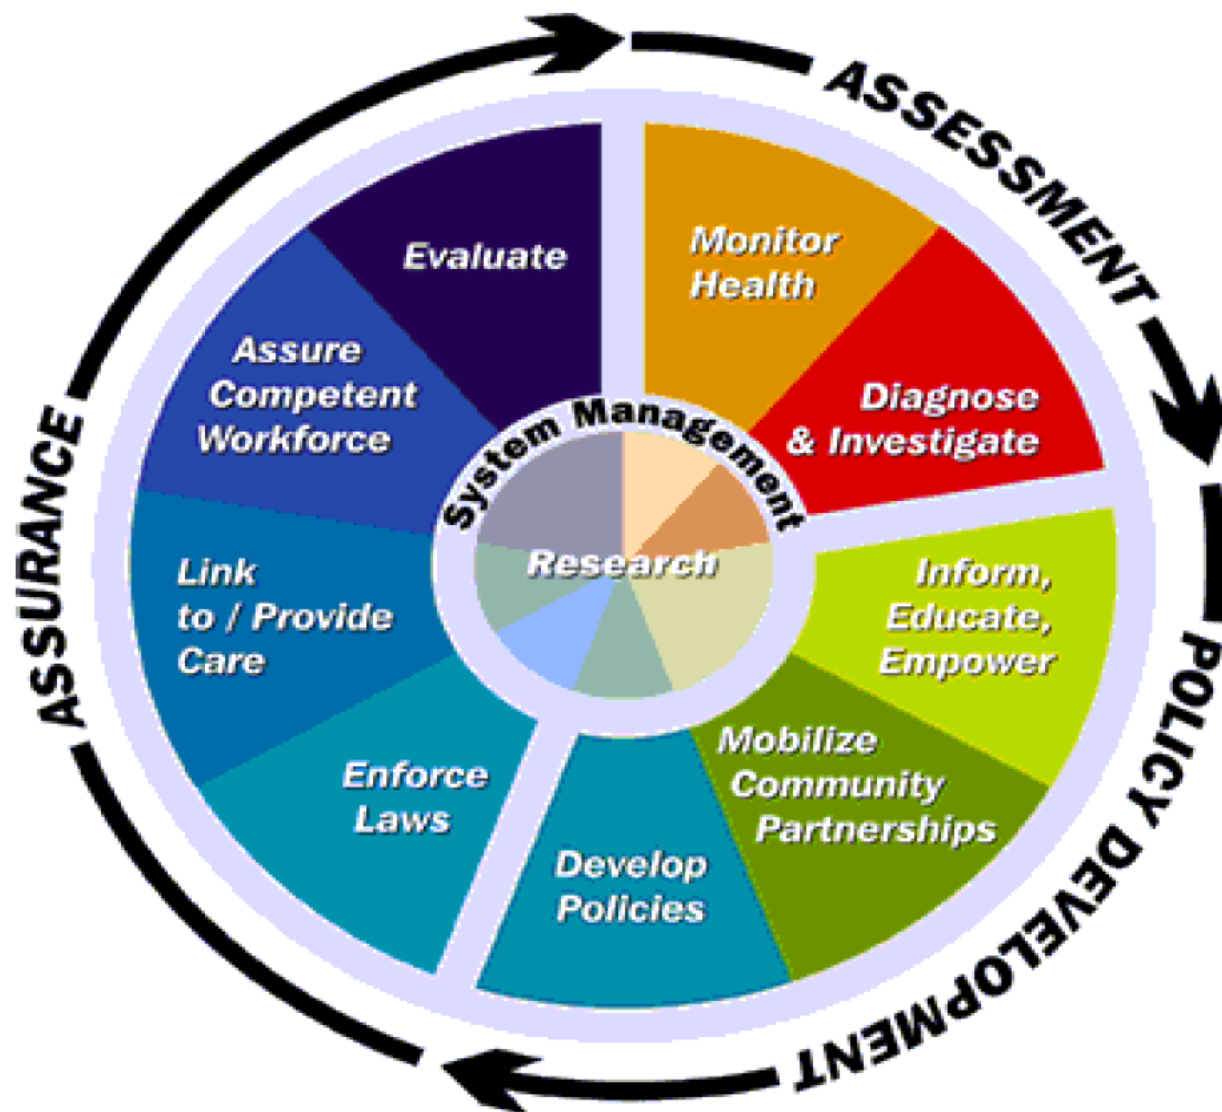 ASSESSMENT
Monitor
Health
Diagnose
& Investigate
Inform,
Educate,
Empower
POLICY DEVELOPMENT
Mobilize
Community
Partnerships
Develop
Policies
Enforce
Laws
Link
to / Provide
Care
ASSURANCE
Assure
Competent
Workforce
Evaluate
System Management
Research